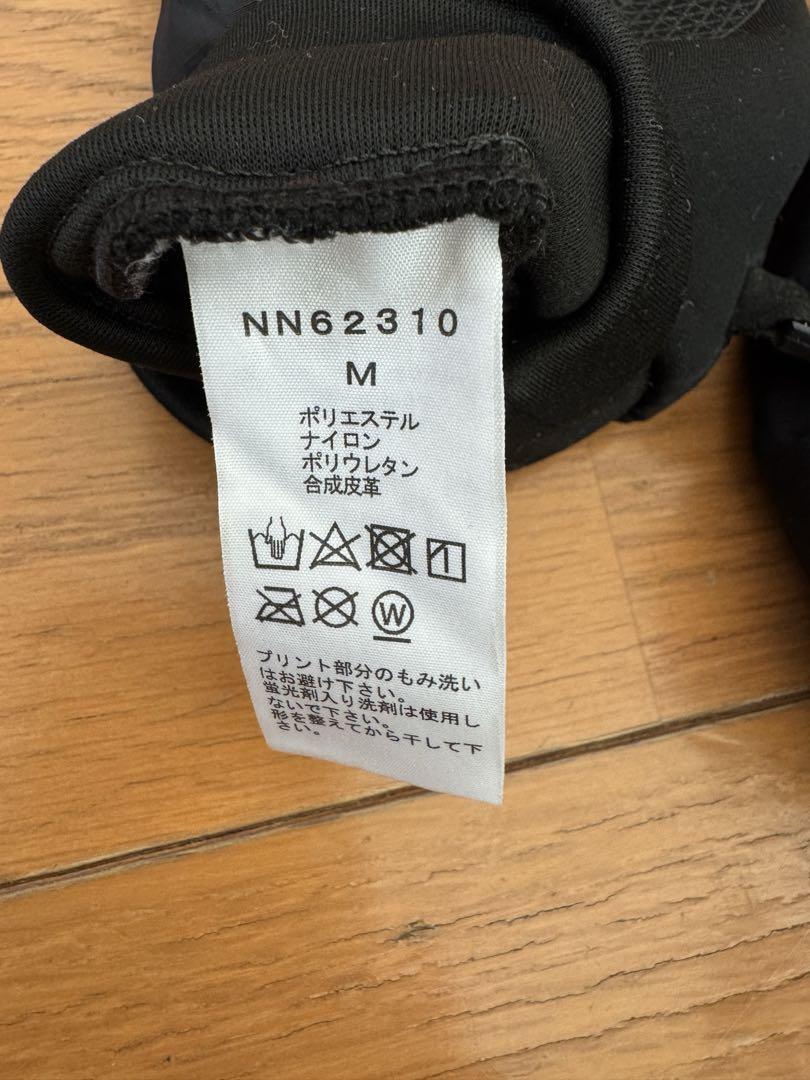 NN62310
M
ポリエステル
ナイロン
ポリウレタン
合成皮革
W
プリント部分のもみ洗い
はお避け下さい。
蛍光剤入り洗剤は使用し
ないで下さい。
形を整えてから干して下
さい。